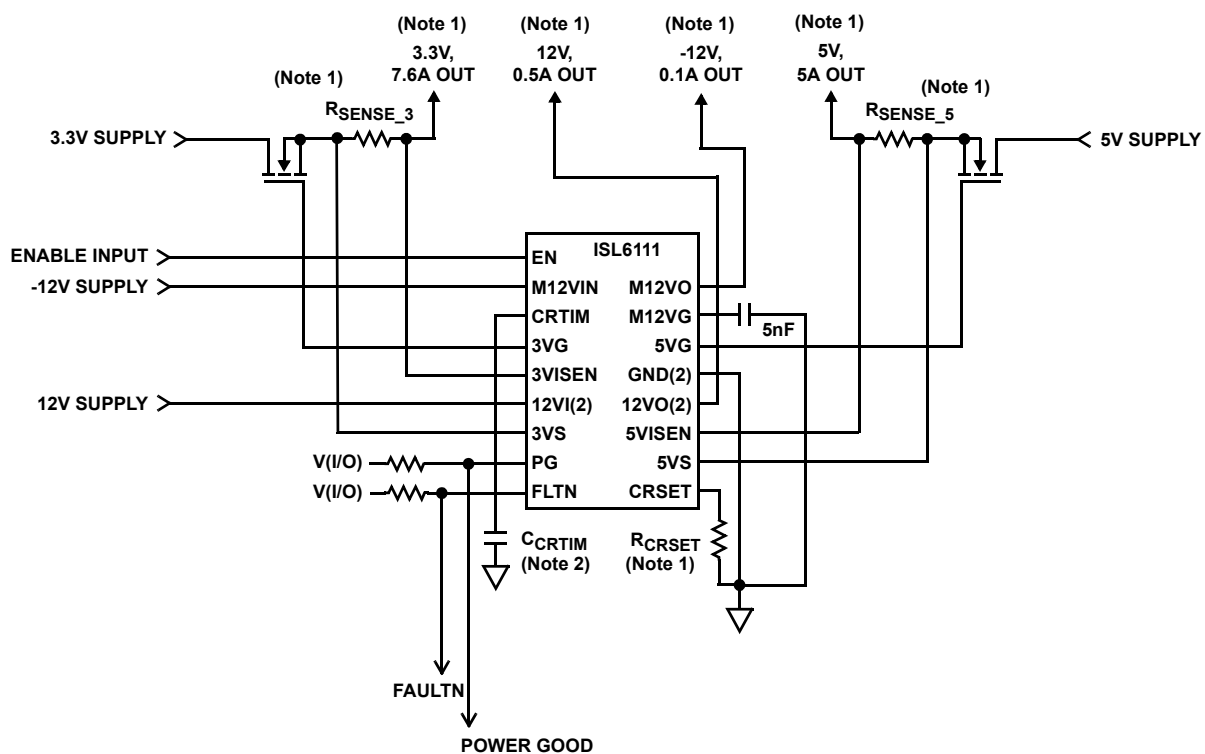 (Note 1)
3.3V,
7.6A OUT
(Note 1)
12V,
0.5A OUT
(Note 1)
-12V,
0.1A OUT
(Note 1)
5V,
5A OUT
(Note 1)
RSENSE_3
(Note 1)
RSENSE_5
3.3V SUPPLY
5V SUPPLY
ENABLE INPUT
-12V SUPPLY
12V SUPPLY
V(I/O)
V(I/O)
ISL6111
EN
M12VIN
CRTIM
3VG
3VISEN
12VI(2)
3VS
PG
FLTN
M12VO
M12VG
5VG
GND(2)
12VO(2)
5VISEN
5VS
CRSET
5nF
CCRTIM
(Note 2)
RCRSET
(Note 1)
FAULTN
POWER GOOD